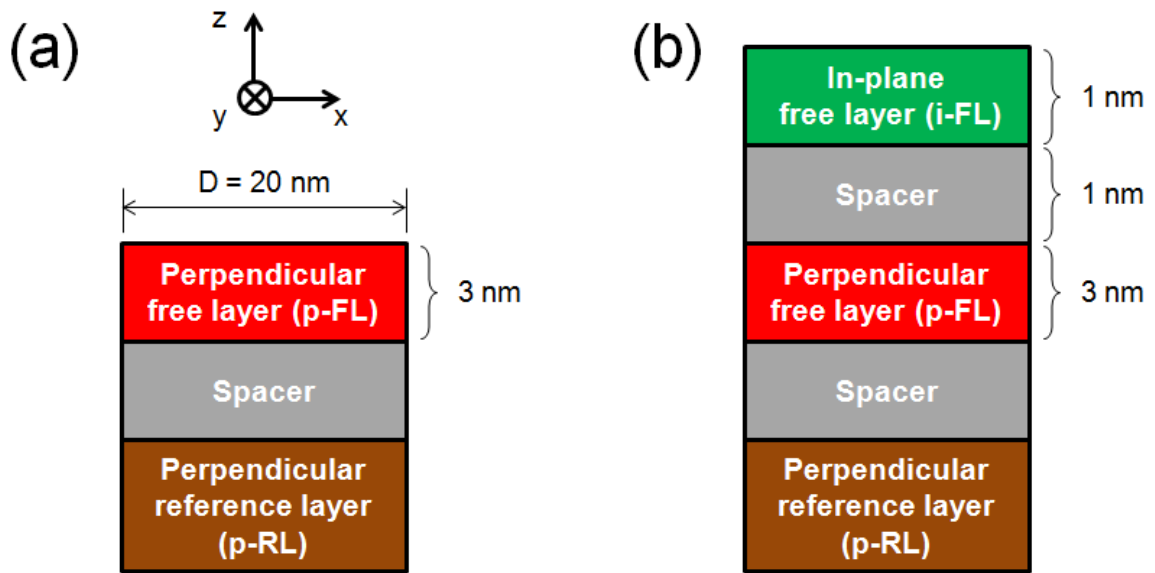 (a)
z
y
x
D = 20 nm
Perpendicular
free layer (p-FL)
3 nm
Spacer
Perpendicular
reference layer
(p-RL)
(b)
In-plane
free layer (i-FL)
1 nm
Spacer
1 nm
Perpendicular
free layer (p-FL)
3 nm
Spacer
Perpendicular
reference layer
(p-RL)